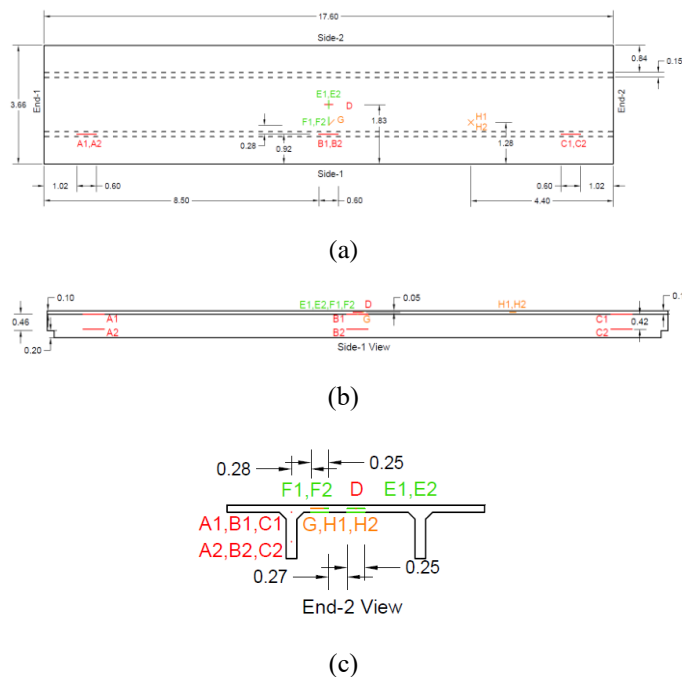 17.60
Side-2
0.84
0.15
3.66
End-1
End-2
E1,E2
D
F1,F2
G
1.83
H1
H2
A1,A2
B1,B2
C1,C2
0.28
0.92
1.28
Side-1
1.02
0.60
0.60
1.02
8.50
0.60
4.40
(a)
0.10
E1,E2,F1,F2
D
0.05
H1,H2
0.46
A1
B1
G
C1
0.42
A2
B2
C2
0.20
Side-1 View
(b)
0.28
0.25
F1,F2
D
E1,E2
A1,B1,C1
G,H1,H2
A2,B2,C2
0.27
0.25
End-2 View
(c)